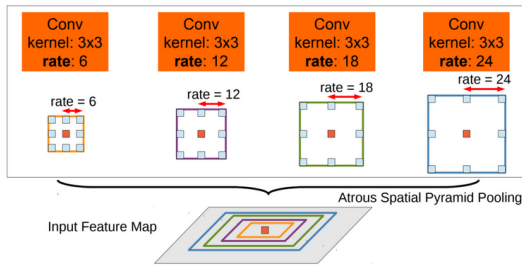 Conv
kernel: 3x3
rate: 6
Conv
kernel: 3x3
rate: 12
Conv
kernel: 3x3
rate: 18
Conv
kernel: 3x3
rate: 24
rate = 6
rate = 12
rate = 18
rate = 24
Atrous Spatial Pyramid Pooling
Input Feature Map